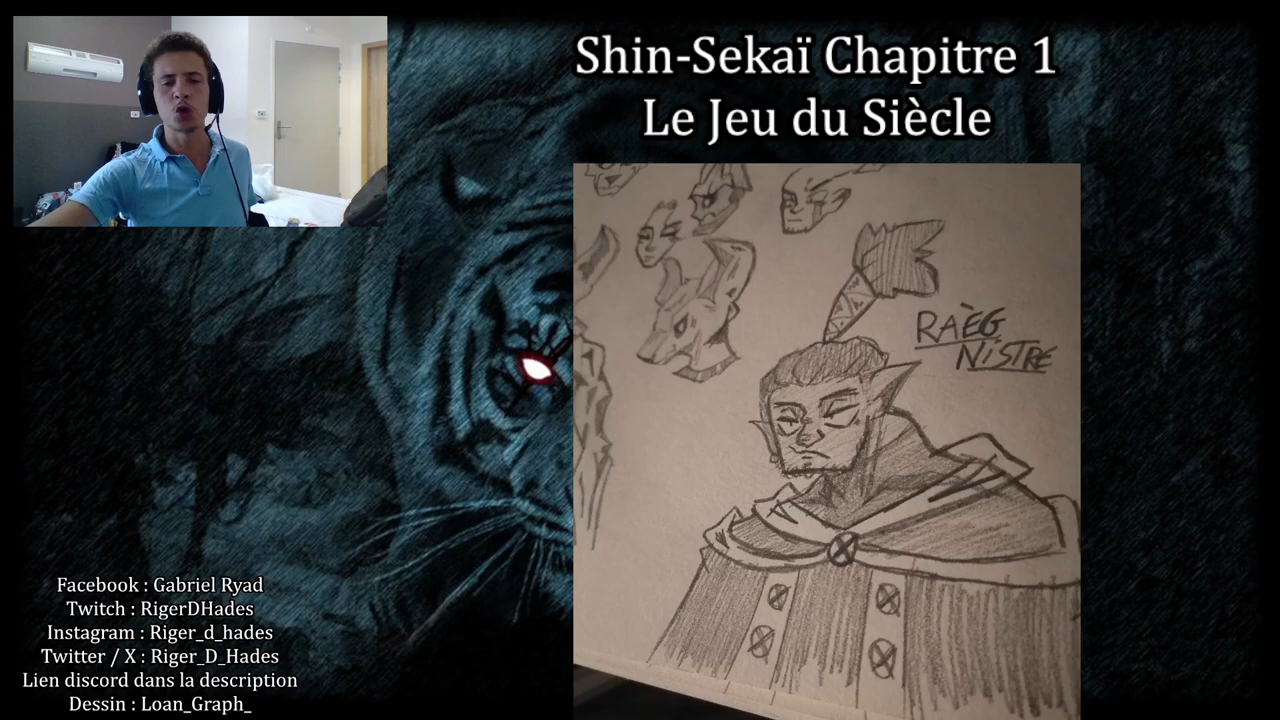 Shin-Sekaï Chapitre 1
Le Jeu du Siècle
RAÈG
NiSTRE
Facebook : Gabriel Ryad
Twitch : RigerDHades
Instagram : Riger_d_hades
Twitter / X : Riger_D_Hades
Lien discord dans la description
Dessin : Loan_Graph_